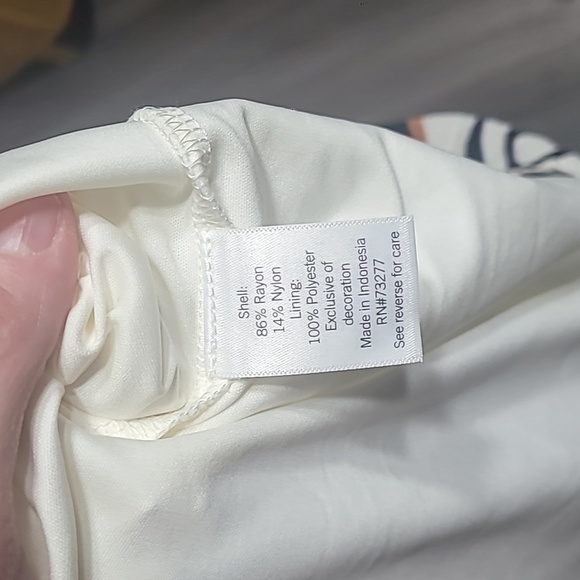 Shell:
86% Rayon
14% Nylon
Lining:
100% Polyester
Exclusive of
decoration
Made in Indonesia
RN#73277
See reverse for care